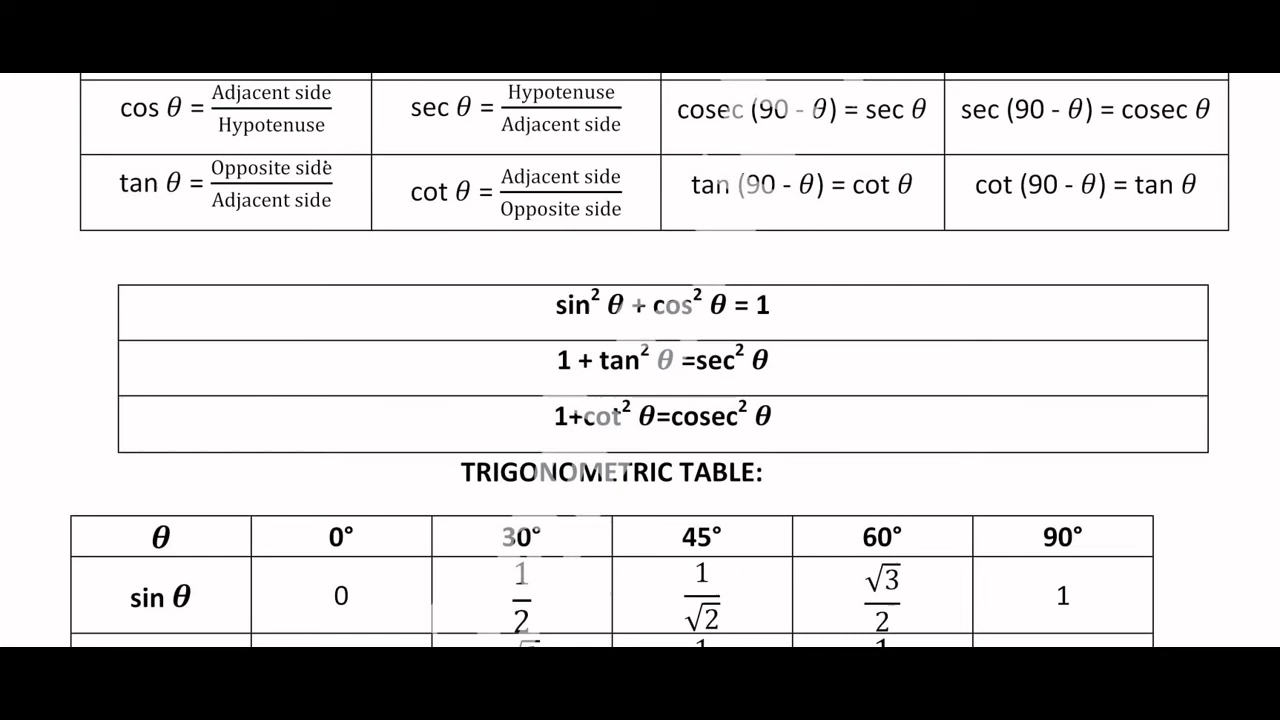 cos θ = Adjacent side / Hypotenuse
sec θ = Hypotenuse / Adjacent side
cosec (90 - θ) = sec θ
sec (90 - θ) = cosec θ
tan θ = Opposite side / Adjacent side
cot θ = Adjacent side / Opposite side
tan (90 - θ) = cot θ
cot (90 - θ) = tan θ
sin² θ + cos² θ = 1
1 + tan² θ =sec² θ
1+cot² θ=cosec² θ
TRIGONOMETRIC TABLE:
θ 0° 30° 45° 60° 90°
sin θ 0 1/2 1/√2 √3/2 1